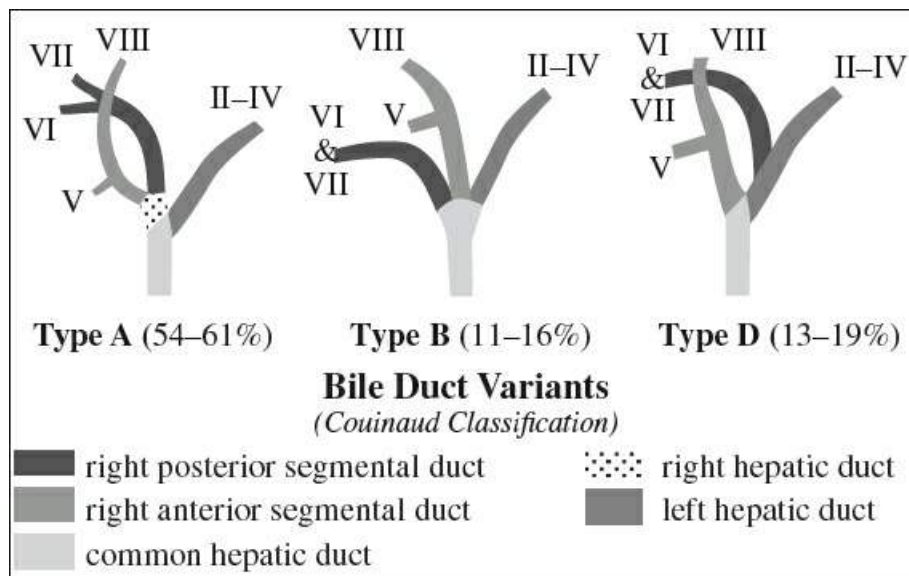 VII VIII
VI
V
II–IV
VIII
II–IV
VI
&
VII
V
VI
&
VII
VIII
II–IV
V
Type A (54–61%) Type B (11–16%) Type D (13–19%)
Bile Duct Variants
(Couinaud Classification)
right posterior segmental duct
right anterior segmental duct
common hepatic duct
right hepatic duct
left hepatic duct